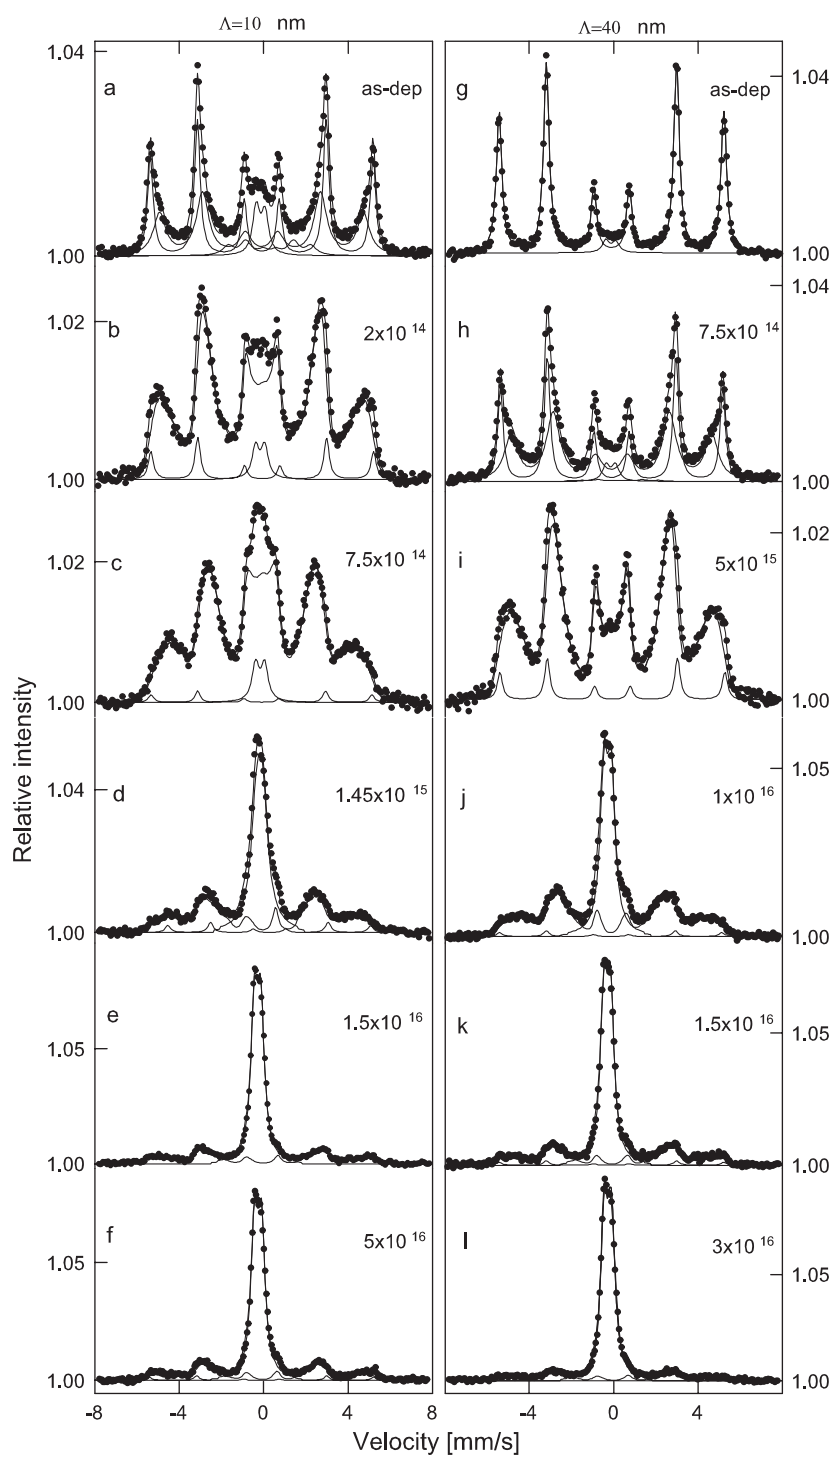 Λ=10 nm
Λ=40 nm
1.04
a
as-dep
g
as-dep
1.04
1.00
1.00
1.04
1.02
b
2x10 14
h
7.5x10 14
1.00
1.00
1.02
c
7.5x10 14
i
5x10 15
1.02
1.00
1.00
1.04
d
1.45x10 15
j
1x10 16
1.05
1.00
1.00
1.05
e
1.5x10 16
k
1.5x10 16
1.05
1.00
1.00
1.05
f
5x10 16
l
3x10 16
1.05
1.00
1.00
-8 -4 0 4 8 -4 0 4
Relative intensity
Velocity [mm/s]